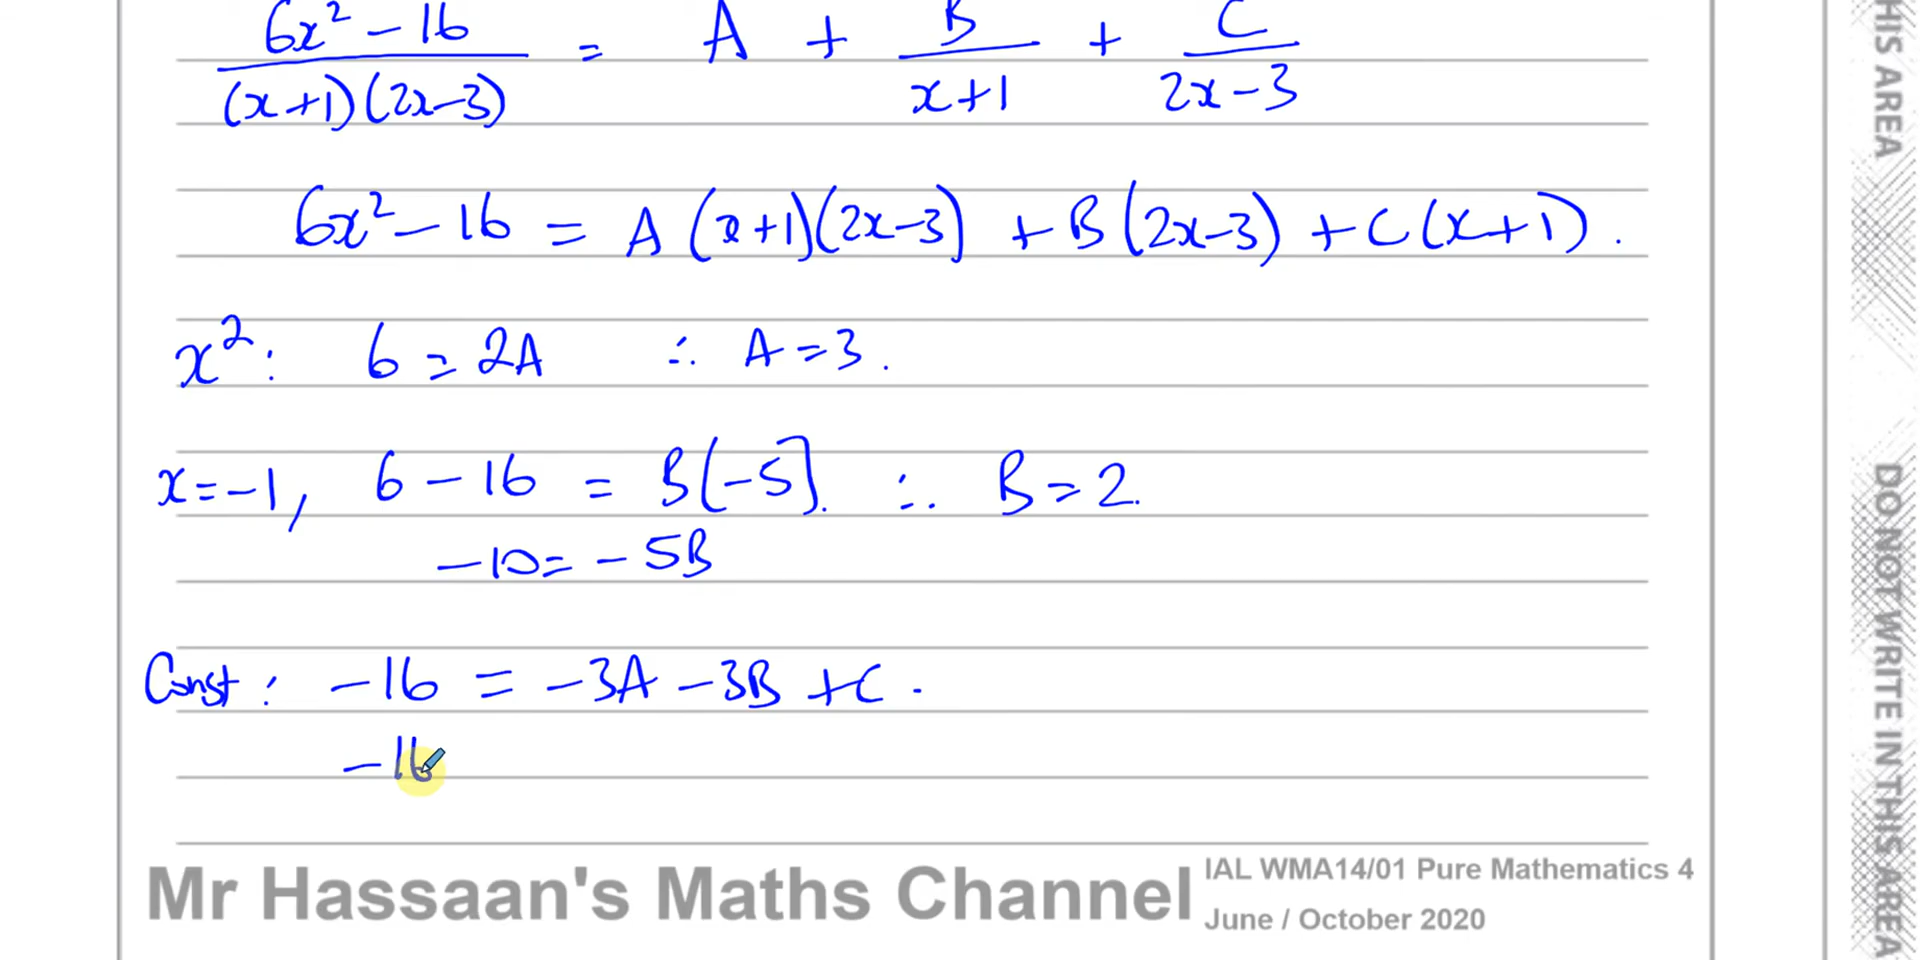 6x² - 16 / (x+1)(2x-3) = A + B / x+1 + C / 2x-3
6x² - 16 = A(x+1)(2x-3) + B(2x-3) + C(x+1).
x²: 6 = 2A ∴ A = 3.
x = -1, 6 - 16 = B(-5). ∴ B = 2.
-10 = -5B
Const: -16 = -3A - 3B + C.
-16
Mr Hassaan's Maths Channel
IAL WMA14/01 Pure Mathematics 4
June / October 2020
HIS AREA
DO NOT WRITE IN THIS AREA